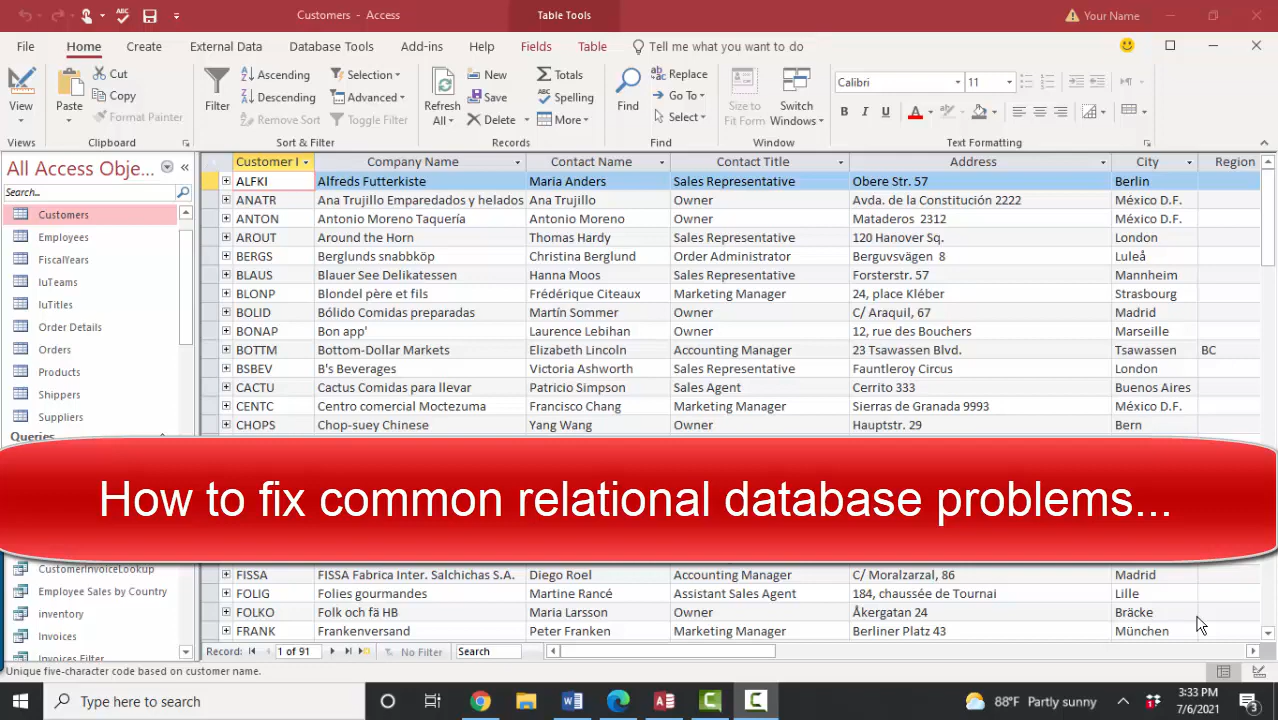 Customers - Access
Table Tools
Your Name
File Home Create External Data Database Tools Add-ins Help Fields Table Tell me what you want to do
View
Views
Paste
Cut
Copy
Format Painter
Clipboard
Filter
Ascending
Descending
Remove Sort
Selection
Advanced
Toggle Filter
Sort & Filter
Refresh
All
New
Save
Delete
Totals
Spelling
More
Records
Find
Replace
Go To
Select
Find
Size to
Fit Form
Switch
Windows
Window
Calibri 11
B I U A
Text Formatting
All Access Obje...
Search...
Customers
Employees
FiscalYears
luTeams
luTitles
Order Details
Orders
Products
Shippers
Suppliers
Queries
CustomerInvoiceLookup
Employee Sales by Country
inventory
Invoices
Invoices Filter
Customer I Company Name Contact Name Contact Title Address City Region
ALFKI Alfreds Futterkiste Maria Anders Sales Representative Obere Str. 57 Berlin
ANATR Ana Trujillo Emparedados y helados Ana Trujillo Owner Avda. de la Constitución 2222 México D.F.
ANTON Antonio Moreno Taquería Antonio Moreno Owner Mataderos 2312 México D.F.
AROUT Around the Horn Thomas Hardy Sales Representative 120 Hanover Sq. London
BERGS Berglunds snabbköp Christina Berglund Order Administrator Berguvsvägen 8 Luleå
BLAUS Blauer See Delikatessen Hanna Moos Sales Representative Forsterstr. 57 Mannheim
BLONP Blondel père et fils Frédérique Citeaux Marketing Manager 24, place Kléber Strasbourg
BOLID Bólido Comidas preparadas Martín Sommer Owner C/ Araquil, 67 Madrid
BONAP Bon app' Laurence Lebihan Owner 12, rue des Bouchers Marseille
BOTTM Bottom-Dollar Markets Elizabeth Lincoln Accounting Manager 23 Tsawassen Blvd. Tsawassen BC
BSBEV B's Beverages Victoria Ashworth Sales Representative Fauntleroy Circus London
CACTU Cactus Comidas para llevar Patricio Simpson Sales Agent Cerrito 333 Buenos Aires
CENTC Centro comercial Moctezuma Francisco Chang Marketing Manager Sierras de Granada 9993 México D.F.
CHOPS Chop-suey Chinese Yang Wang Owner Hauptstr. 29 Bern
How to fix common relational database problems...
FISSA FISSA Fabrica Inter. Salchichas S.A. Diego Roel Accounting Manager C/ Moralzarzal, 86 Madrid
FOLIG Folies gourmandes Martine Rancé Assistant Sales Agent 184, chaussée de Tournai Lille
FOLKO Folk och fä HB Maria Larsson Owner Åkergatan 24 Bräcke
FRANK Frankenversand Peter Franken Marketing Manager Berliner Platz 43 München
Record: 1 of 91 No Filter Search
Unique five-character code based on customer name.
Type here to search
88°F Partly sunny
3:33 PM
7/6/2021
3